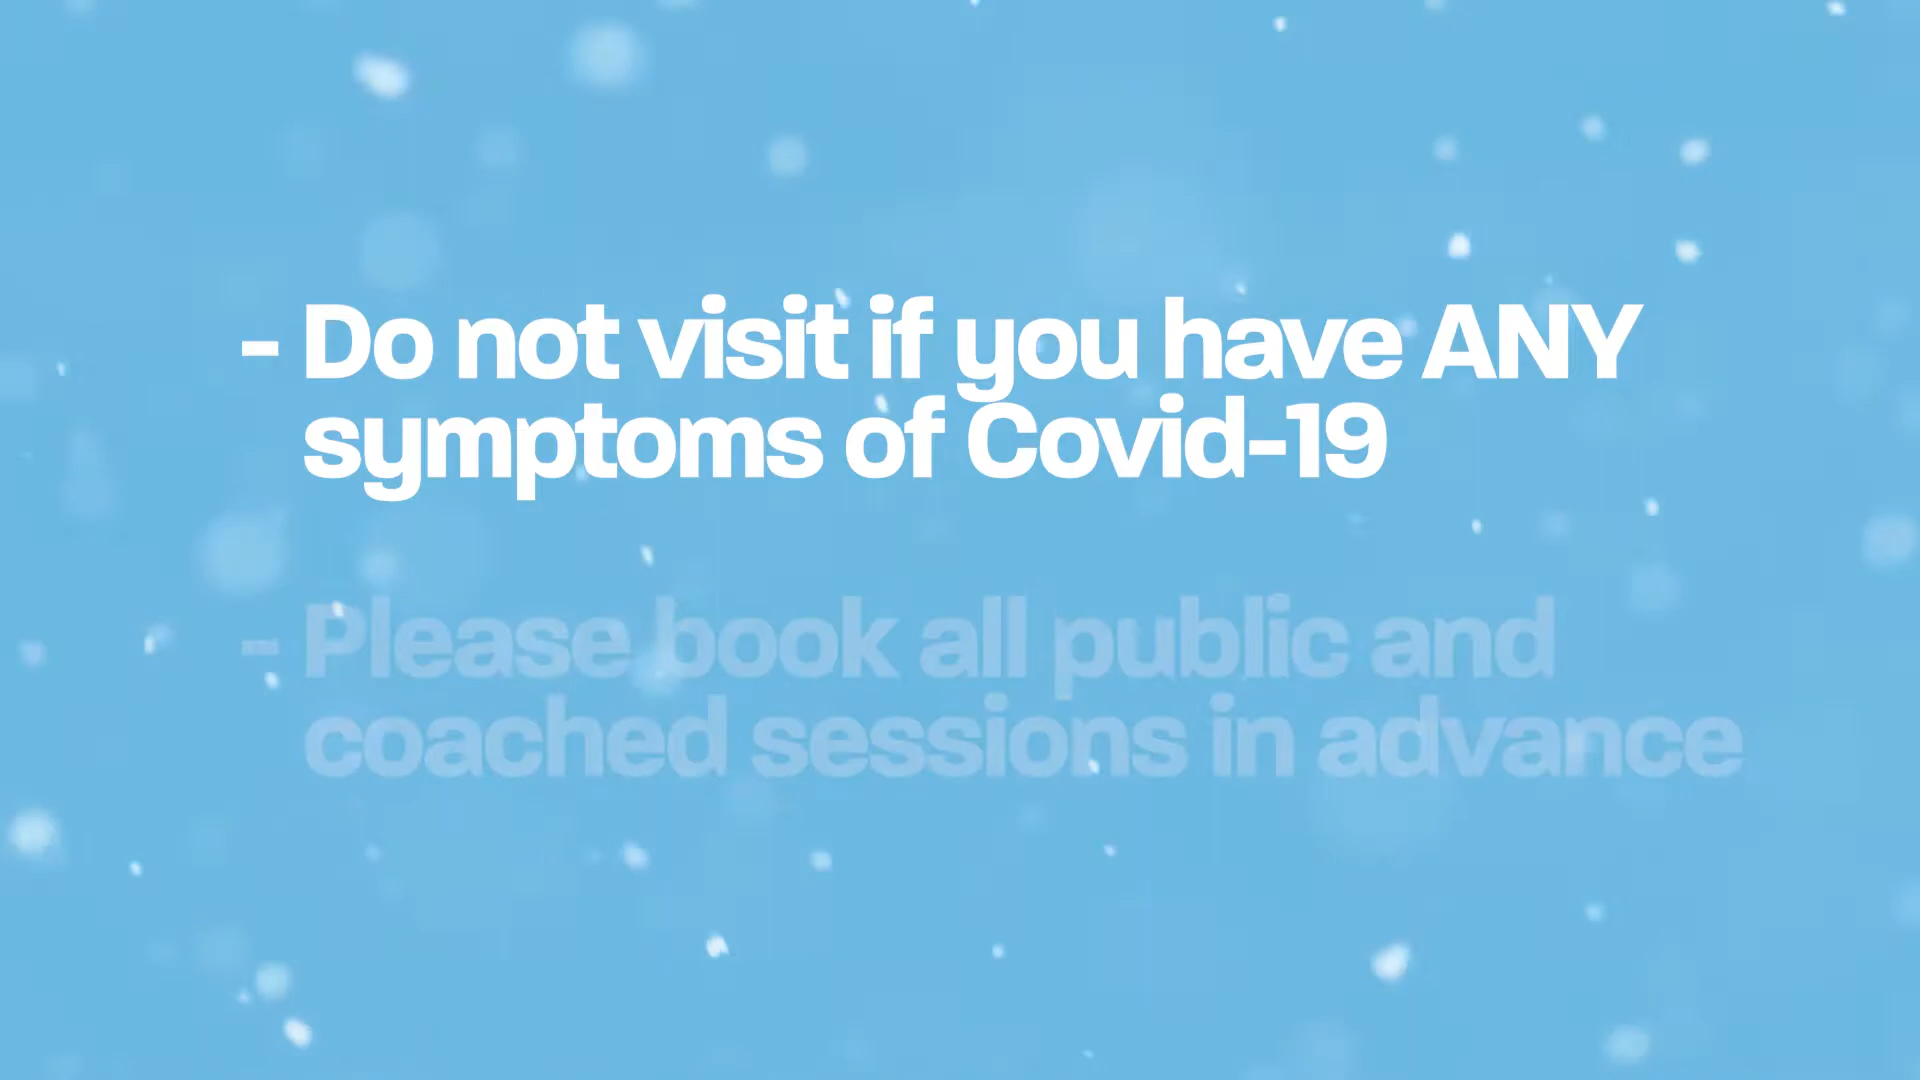 - Do not visit if you have ANY
symptoms of Covid-19
- Please book all public and
coached sessions in advance